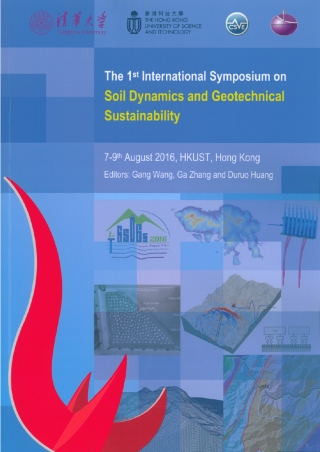 清華大學
Tsinghua University
香港科技大學
THE HONG KONG
UNIVERSITY OF SCIENCE
AND TECHNOLOGY
The 1st International Symposium on
Soil Dynamics and Geotechnical
Sustainability
7-9th August 2016, HKUST, Hong Kong
Editors: Gang Wang, Ga Zhang and Duruo Huang
2016